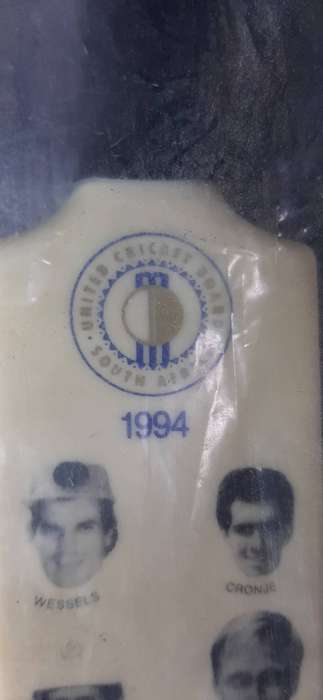 UNITED CRICKET BOARD
SOUTH AFRICA
1994
WESSELS
CRONJE